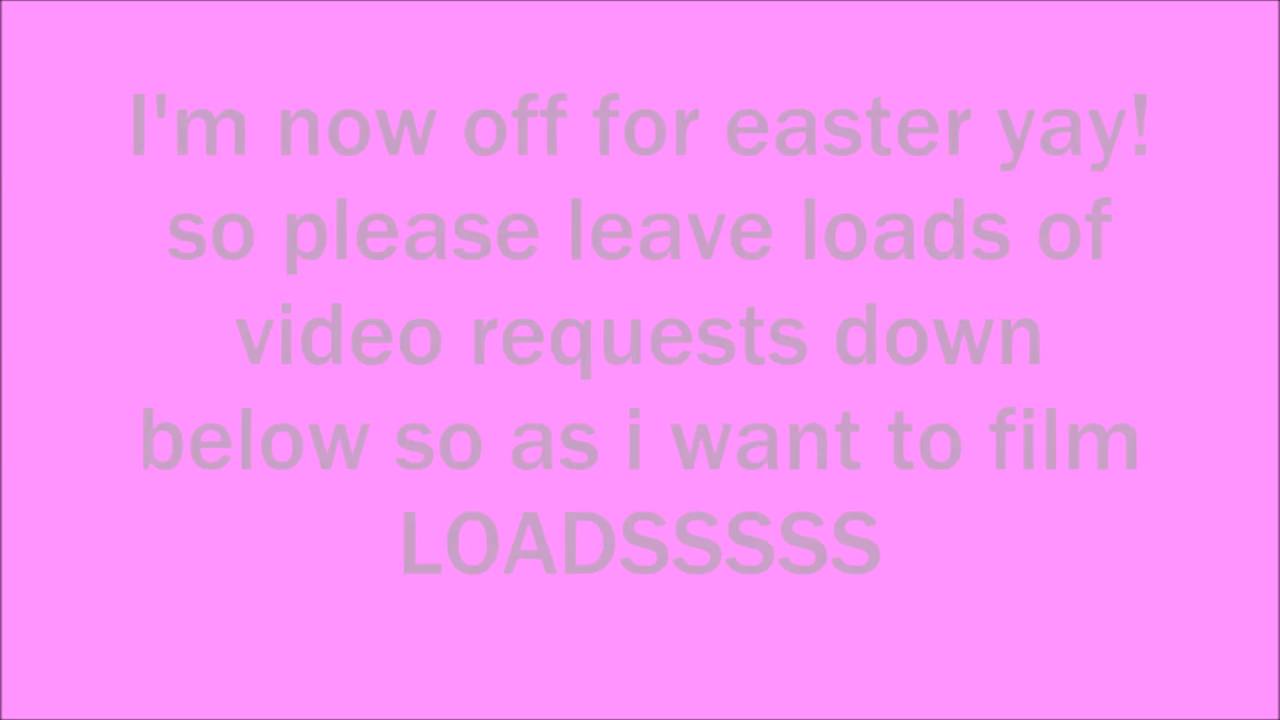 I'm now off for easter yay!
so please leave loads of
video requests down
below so as i want to film
LOADSSSSS